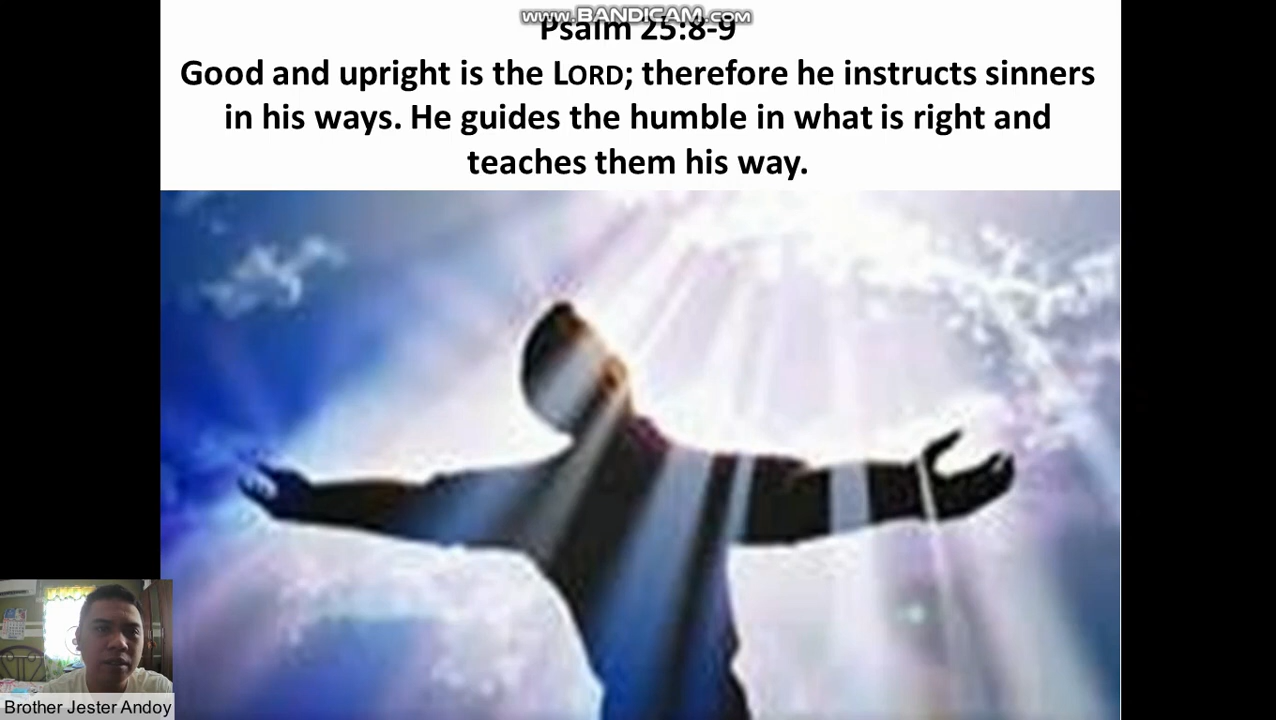 www.BANDICAM.com
Psalm 25:8-9
Good and upright is the LORD; therefore he instructs sinners
in his ways. He guides the humble in what is right and
teaches them his way.
Brother Jester Andoy